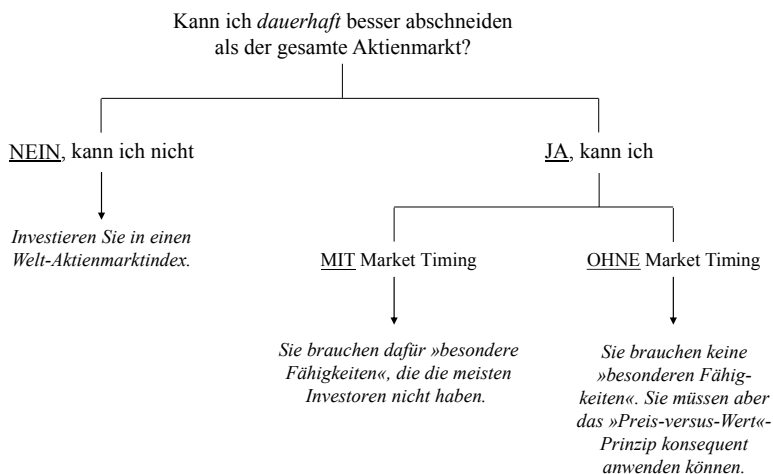 Kann ich dauerhaft besser abschneiden
als der gesamte Aktienmarkt?
NEIN, kann ich nicht
JA, kann ich
Investieren Sie in einen
Welt-Aktienmarktindex.
MIT Market Timing
OHNE Market Timing
Sie brauchen dafür »besondere
Fähigkeiten«, die die meisten
Investoren nicht haben.
Sie brauchen keine
»besonderen Fähig-
keiten«. Sie müssen aber
das »Preis-versus-Wert«-
Prinzip konsequent
anwenden können.